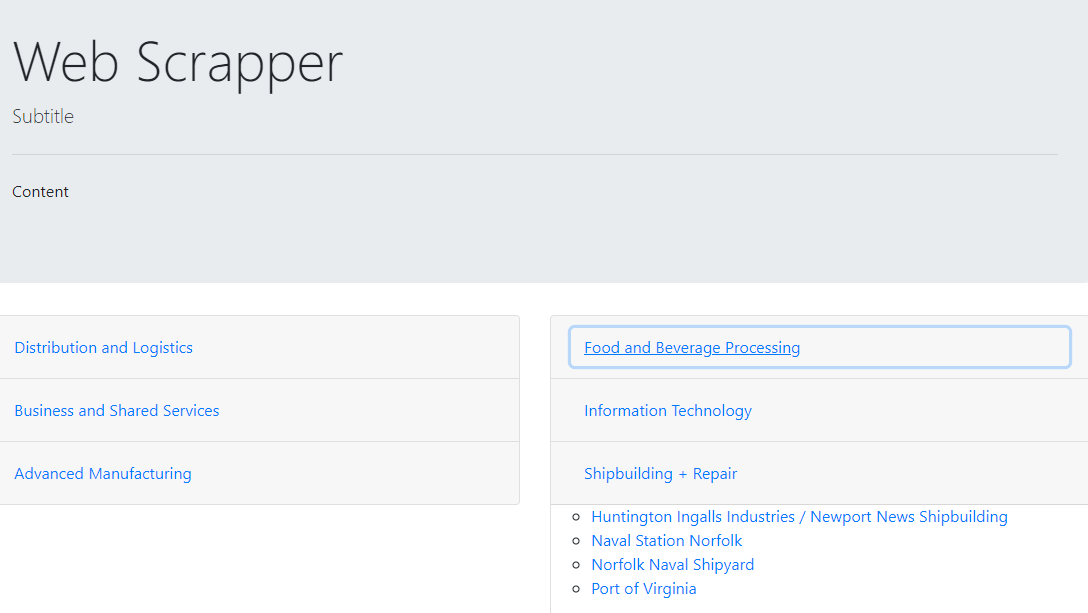 Web Scrapper
Subtitle
Content
Distribution and Logistics
Business and Shared Services
Advanced Manufacturing
Food and Beverage Processing
Information Technology
Shipbuilding + Repair
Huntington Ingalls Industries / Newport News Shipbuilding
Naval Station Norfolk
Norfolk Naval Shipyard
Port of Virginia